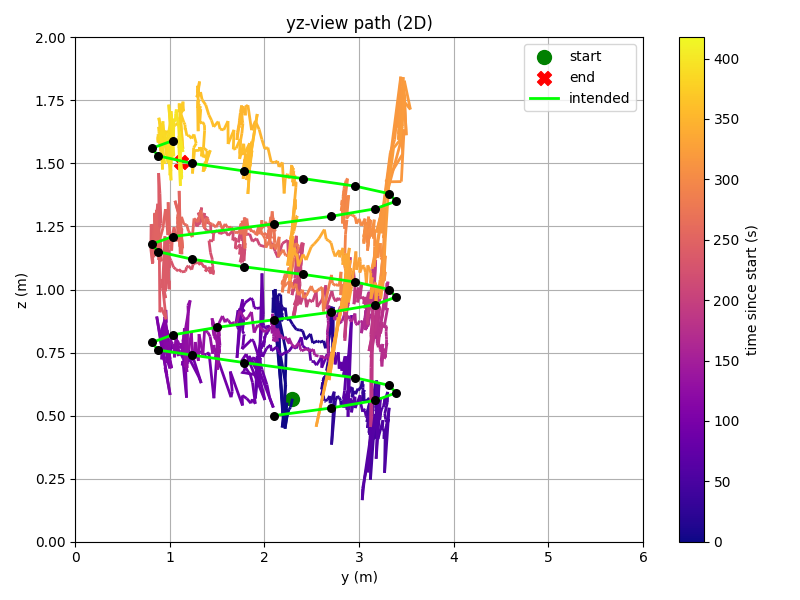 yz-view path (2D)
start
end
intended
2.00
1.75
1.50
1.25
1.00
0.75
0.50
0.25
0.00
z (m)
0 1 2 3 4 5 6
y (m)
400
350
300
250
200
150
100
50
0
time since start (s)